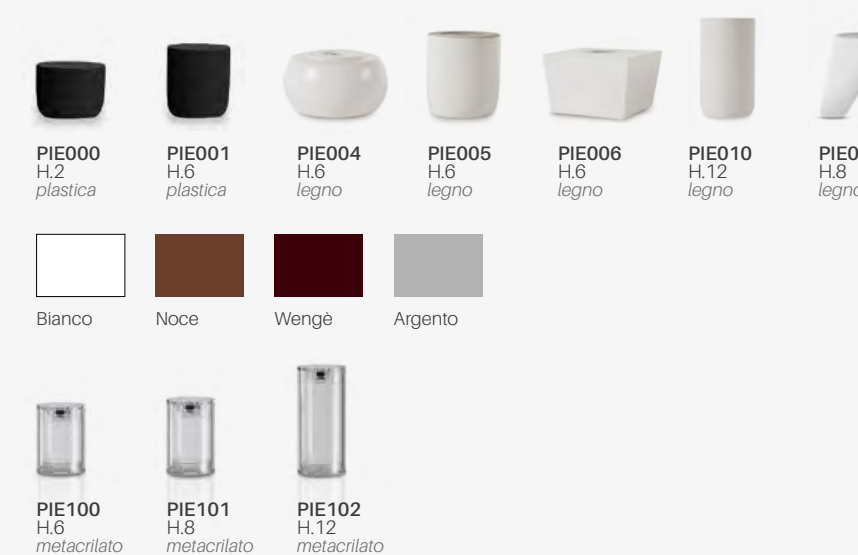 PIE000
H.2
plastica
PIE001
H.6
plastica
PIE004
H.6
legno
PIE005
H.6
legno
PIE006
H.6
legno
PIE010
H.12
legno
H.8
Bianco
Noce
Wengè
Argento
PIE100
H.6
metacrilato
PIE101
H.8
metacrilato
PIE102
H.12
metacrilato